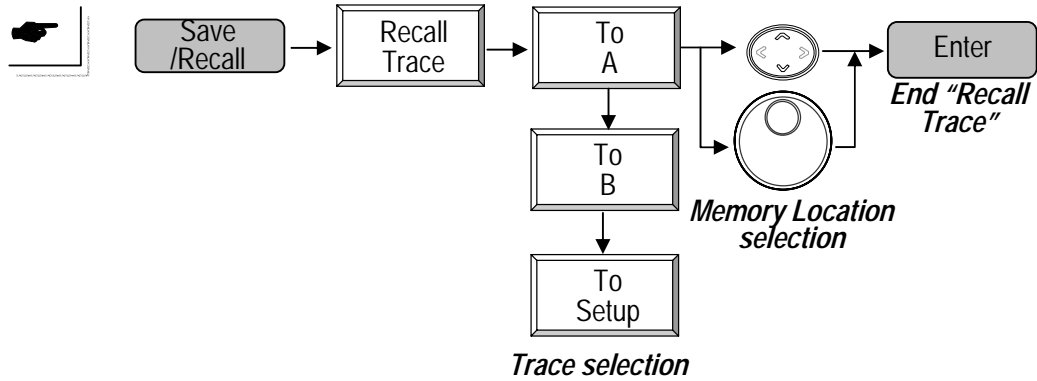 Save
/Recall
Recall
Trace
To
A
Enter
End “Recall
Trace”
To
B
Memory Location
selection
To
Setup
Trace selection